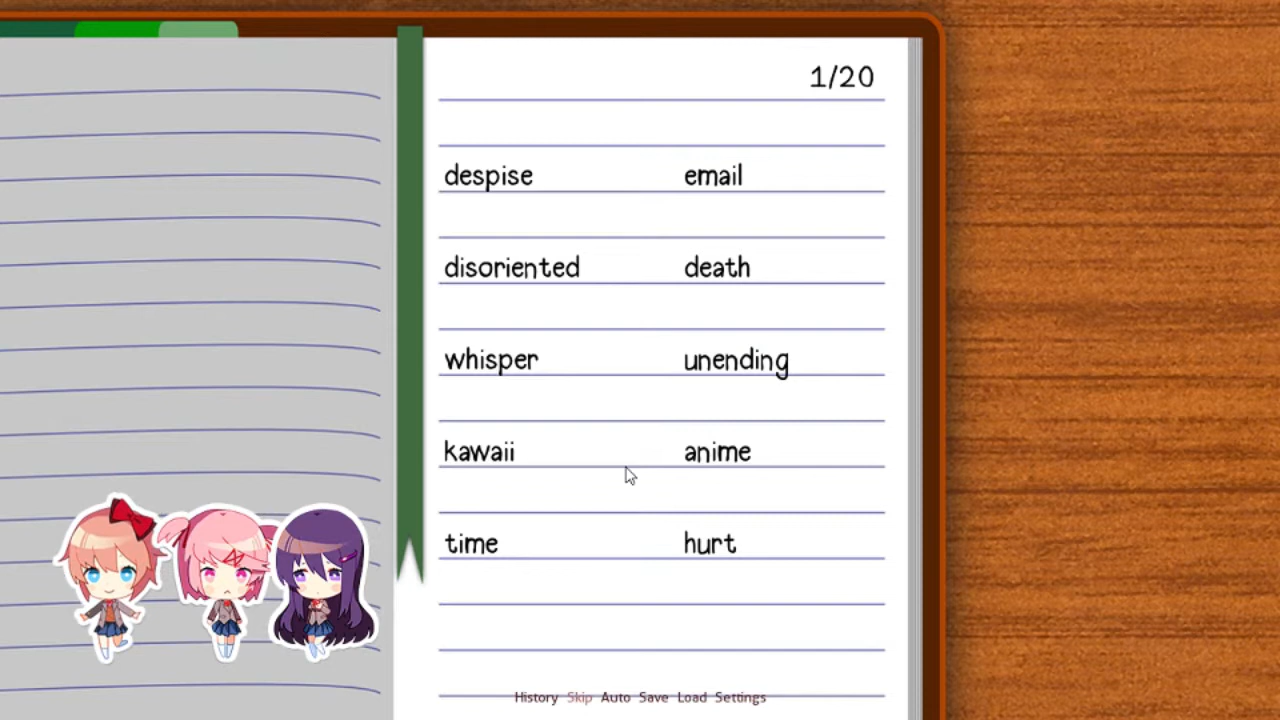 1/20
despise email
disoriented death
whisper unending
kawaii anime
time hurt
History Skip Auto Save Load Settings